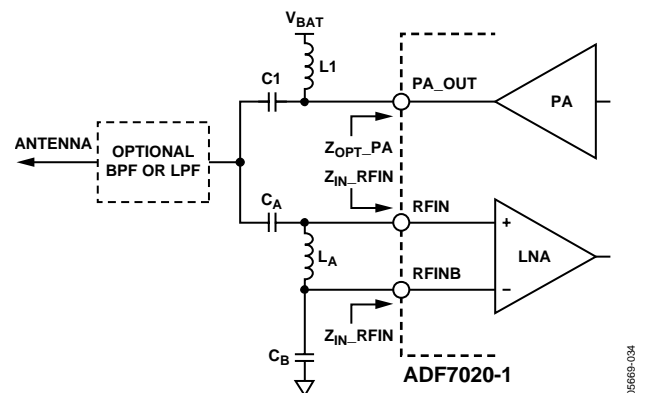 VBAT
L1
C1
PA_OUT
PA
ANTENNA
OPTIONAL
BPF OR LPF
ZOPT_PA
ZIN_RFIN
CA
RFIN
+
LA
LNA
RFINB
−
ZIN_RFIN
CB
ADF7020-1
05669-034